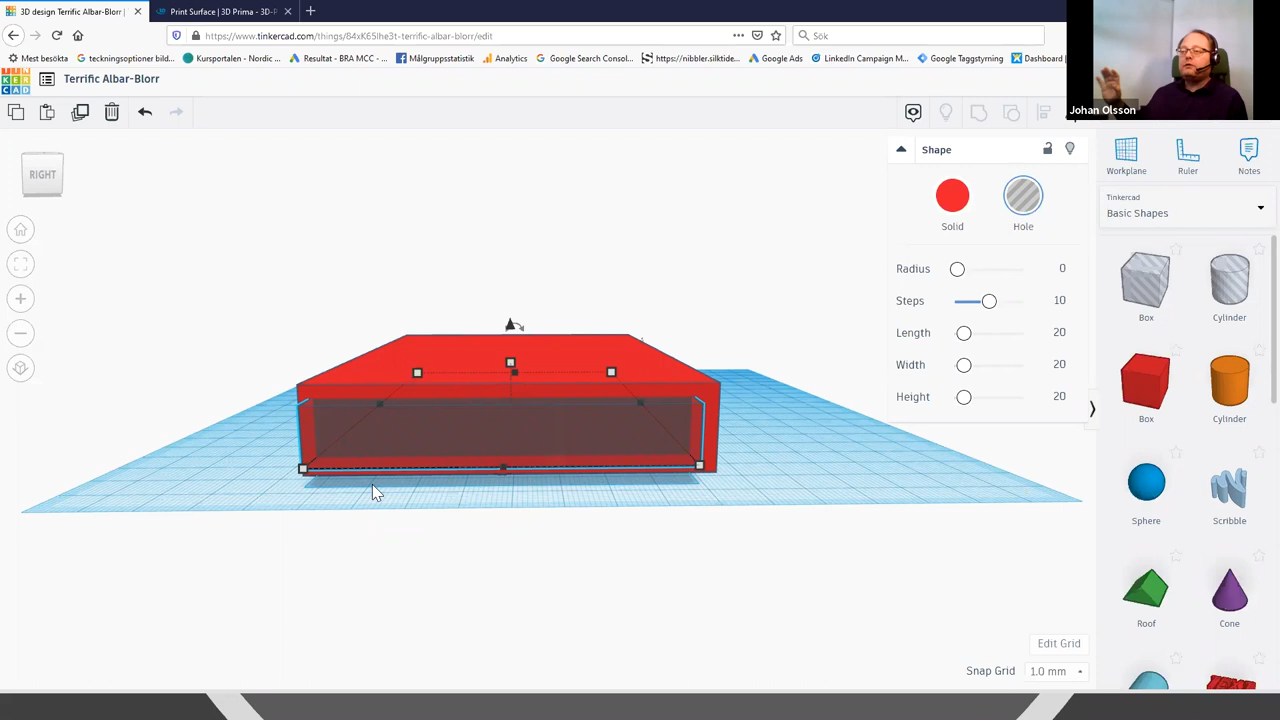 3D design Terrific Albar-Blorr |
Print Surface | 3D Prima - 3D-P
https://www.tinkercad.com/things/84xK65lhe3t-terrific-albar-blorr/edit
Sök
Mest besökta
teckningsoptioner bild...
Kursportalen - Nordic ...
Resultat - BRA MCC - ...
Målgruppsstatistik
Analytics
Google Search Consol...
https://nibbler.silktide...
Google Ads
LinkedIn Campaign M...
Google Taggstyrning
Dashboard |
Johan Olsson
TIN
KER
CAD
Terrific Albar-Blorr
RIGHT
Shape
Solid
Hole
Radius 0
Steps 10
Length 20
Width 20
Height 20
Workplane
Ruler
Notes
Tinkercad
Basic Shapes
Box
Cylinder
Box
Cylinder
Sphere
Scribble
Roof
Cone
Edit Grid
Snap Grid 1.0 mm